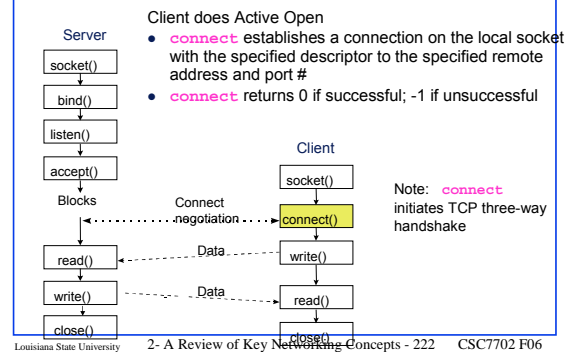 Client does Active Open
● connect establishes a connection on the local socket
with the specified descriptor to the specified remote
address and port #
● connect returns 0 if successful; -1 if unsuccessful
Server
socket()
bind()
listen()
accept()
Blocks
read()
write()
close()
Connect
negotiation
Data
Data
Client
socket()
connect()
write()
read()
close()
Note: connect
initiates TCP three-way
handshake
Louisiana State University 2- A Review of Key Networking Concepts - 222 CSC7702 F06